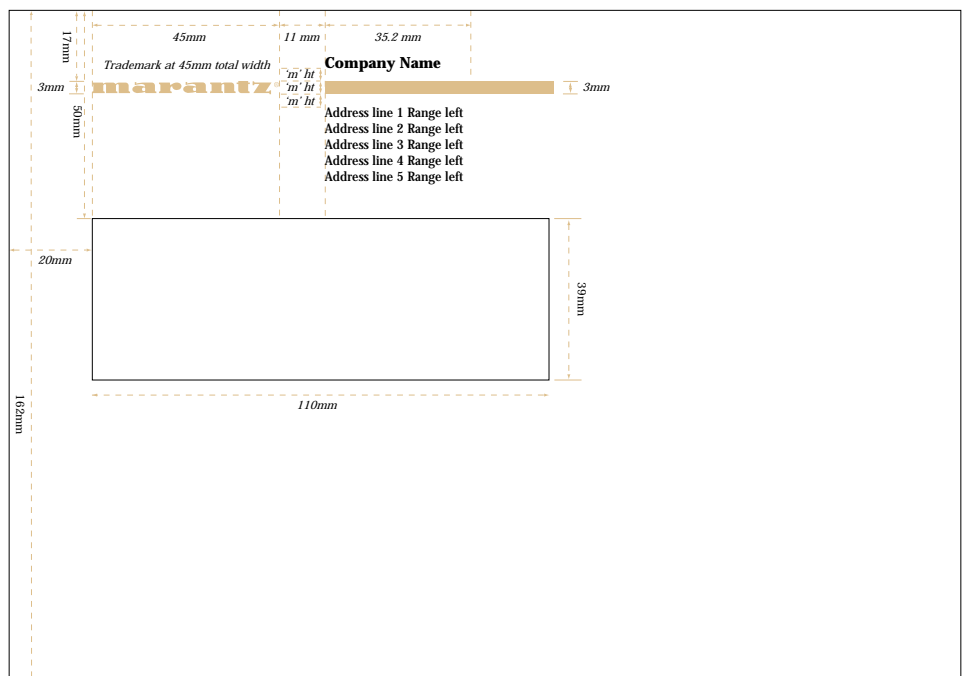 45mm
11 mm
35.2 mm
17mm
Trademark at 45mm total width
Company Name
'm' ht
3mm
marantz
'm' ht
3mm
'm' ht
50mm
Address line 1 Range left
Address line 2 Range left
Address line 3 Range left
Address line 4 Range left
Address line 5 Range left
20mm
39mm
110mm
162mm